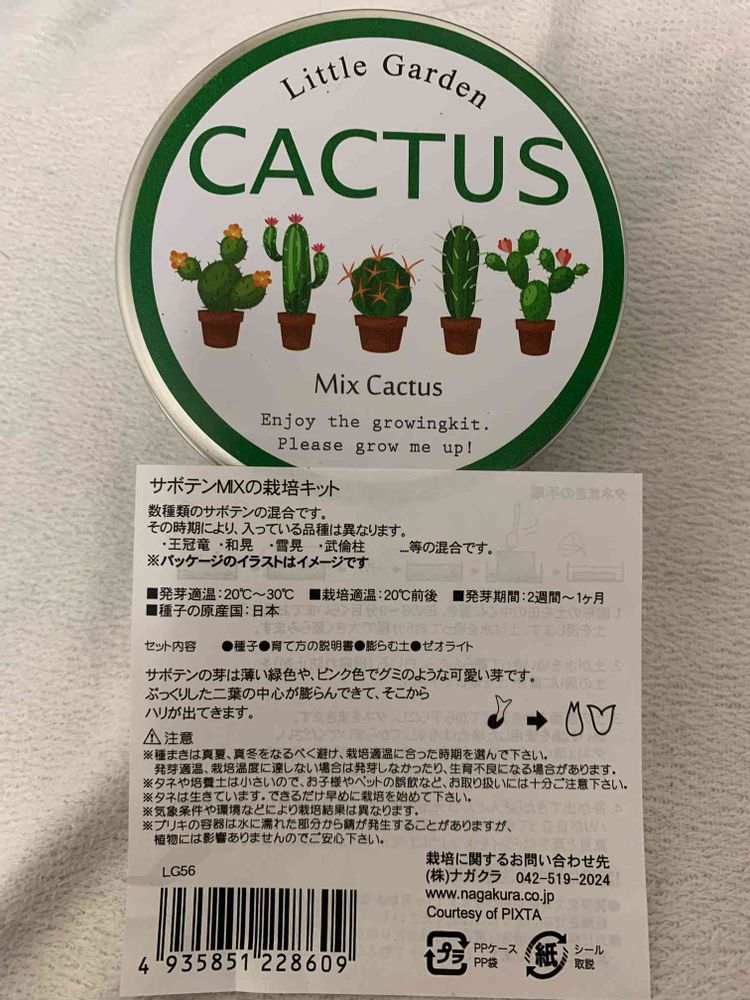 Little Garden
CACTUS
Mix Cactus
Enjoy the growingkit.
Please grow me up!
サボテンMIXの栽培キット
数種類のサボテンの混合です。
その時期により、入っている品種は異なります。
・王冠竜 ・和晃 ・雪晃 ・武倫柱 ...等の混合です。
※パッケージのイラストはイメージです
■発芽適温:20℃~30℃ ■栽培適温:20℃前後 ■発芽期間:2週間~1ヶ月
■種子の原産国:日本
セット内容 ●種子●育て方の説明書●膨らむ土●ゼオライト
サボテンの芽は薄い緑色や、ピンク色でグミのような可愛い芽です。
ぷっくりした二葉の中心が膨らんできて、そこから
ハリが出てきます。
⚠注意
※種まきは真夏、真冬をなるべく避け、栽培適温に合った時期を選んで下さい。
発芽適温、栽培温度に達しない場合は発芽しなかったり、生育不良になる場合があります。
※タネや培養土は小さいので、お子様やペットの誤飲など、お取り扱いには十分ご注意下さい。
※タネは生きています。できるだけ早めに栽培を始めて下さい。
※気象条件や環境などにより栽培結果は異なります。
※ブリキの容器は水に濡れた部分から錆が発生することがありますが、
植物には影響ありませんのでご安心下さい。
LG56
栽培に関するお問い合わせ先
(株)ナガクラ 042-519-2024
www.nagakura.co.jp
Courtesy of PIXTA
4 935851 228609
プラ PPケース PP袋
紙 シール 取説